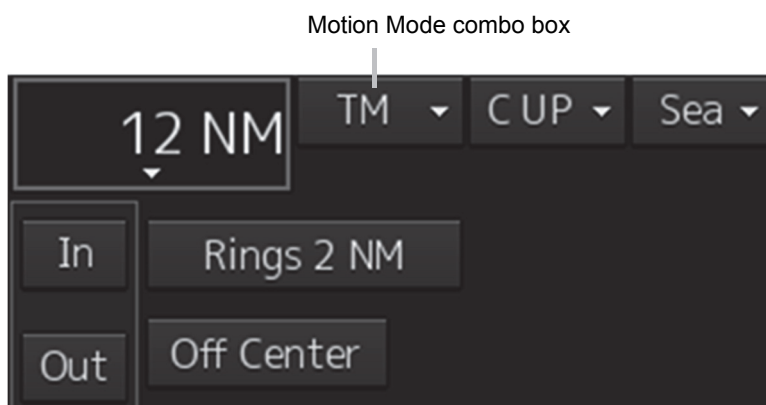 Motion Mode combo box
12 NM
TM
C UP
Sea
In
Rings 2 NM
Out
Off Center